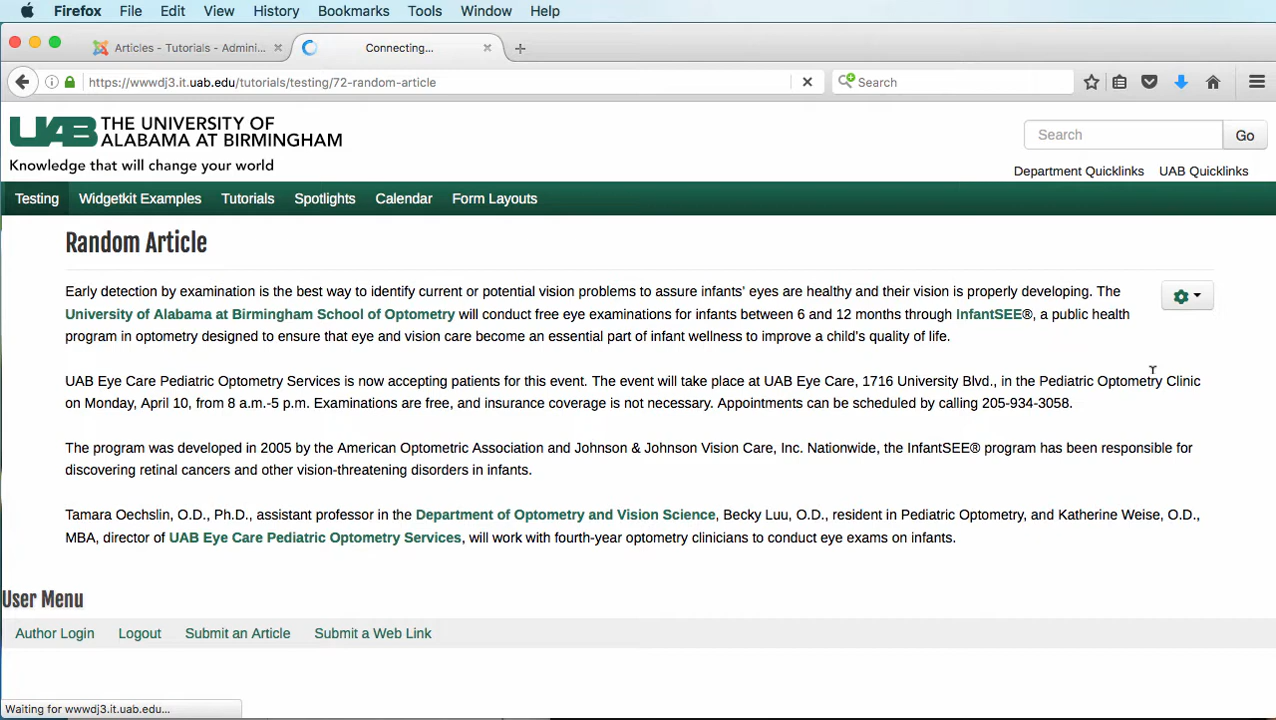 Firefox File Edit View History Bookmarks Tools Window Help
Articles - Tutorials - Admini... Connecting...
https://wwwdj3.it.uab.edu/tutorials/testing/72-random-article Search
UAB THE UNIVERSITY OF
ALABAMA AT BIRMINGHAM
Knowledge that will change your world
Search Go
Department Quicklinks UAB Quicklinks
Testing Widgetkit Examples Tutorials Spotlights Calendar Form Layouts
Random Article
Early detection by examination is the best way to identify current or potential vision problems to assure infants' eyes are healthy and their vision is properly developing. The
University of Alabama at Birmingham School of Optometry will conduct free eye examinations for infants between 6 and 12 months through InfantSEE®, a public health
program in optometry designed to ensure that eye and vision care become an essential part of infant wellness to improve a child's quality of life.
UAB Eye Care Pediatric Optometry Services is now accepting patients for this event. The event will take place at UAB Eye Care, 1716 University Blvd., in the Pediatric Optometry Clinic
on Monday, April 10, from 8 a.m.-5 p.m. Examinations are free, and insurance coverage is not necessary. Appointments can be scheduled by calling 205-934-3058.
The program was developed in 2005 by the American Optometric Association and Johnson & Johnson Vision Care, Inc. Nationwide, the InfantSEE® program has been responsible for
discovering retinal cancers and other vision-threatening disorders in infants.
Tamara Oechslin, O.D., Ph.D., assistant professor in the Department of Optometry and Vision Science, Becky Luu, O.D., resident in Pediatric Optometry, and Katherine Weise, O.D.,
MBA, director of UAB Eye Care Pediatric Optometry Services, will work with fourth-year optometry clinicians to conduct eye exams on infants.
User Menu
Author Login Logout Submit an Article Submit a Web Link
Waiting for wwwdj3.it.uab.edu...